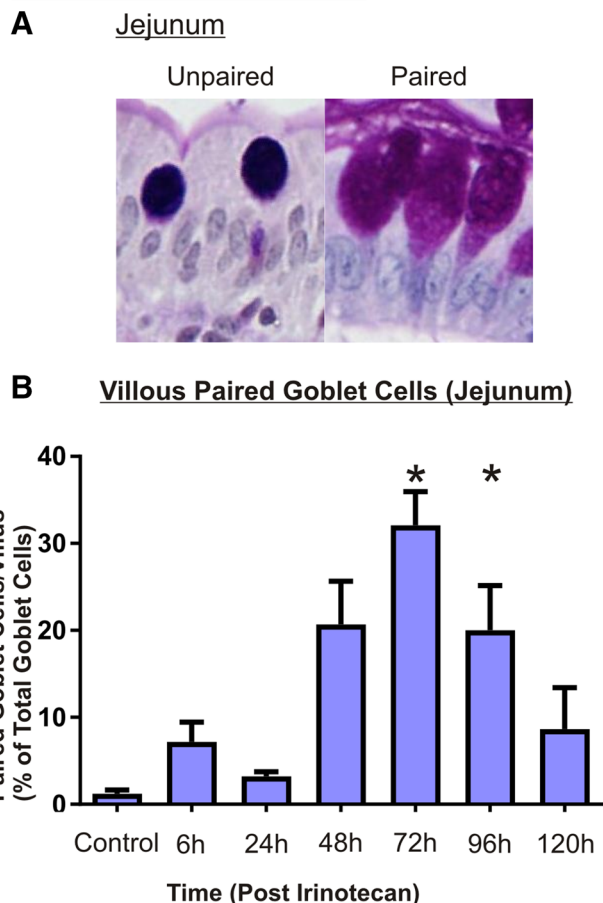 A
Jejunum
Unpaired Paired
B
Villous Paired Goblet Cells (Jejunum)
(% of Total Goblet Cells)
40
30
20
10
0
* *
Control 6h 24h 48h 72h 96h 120h
Time (Post Irinotecan)